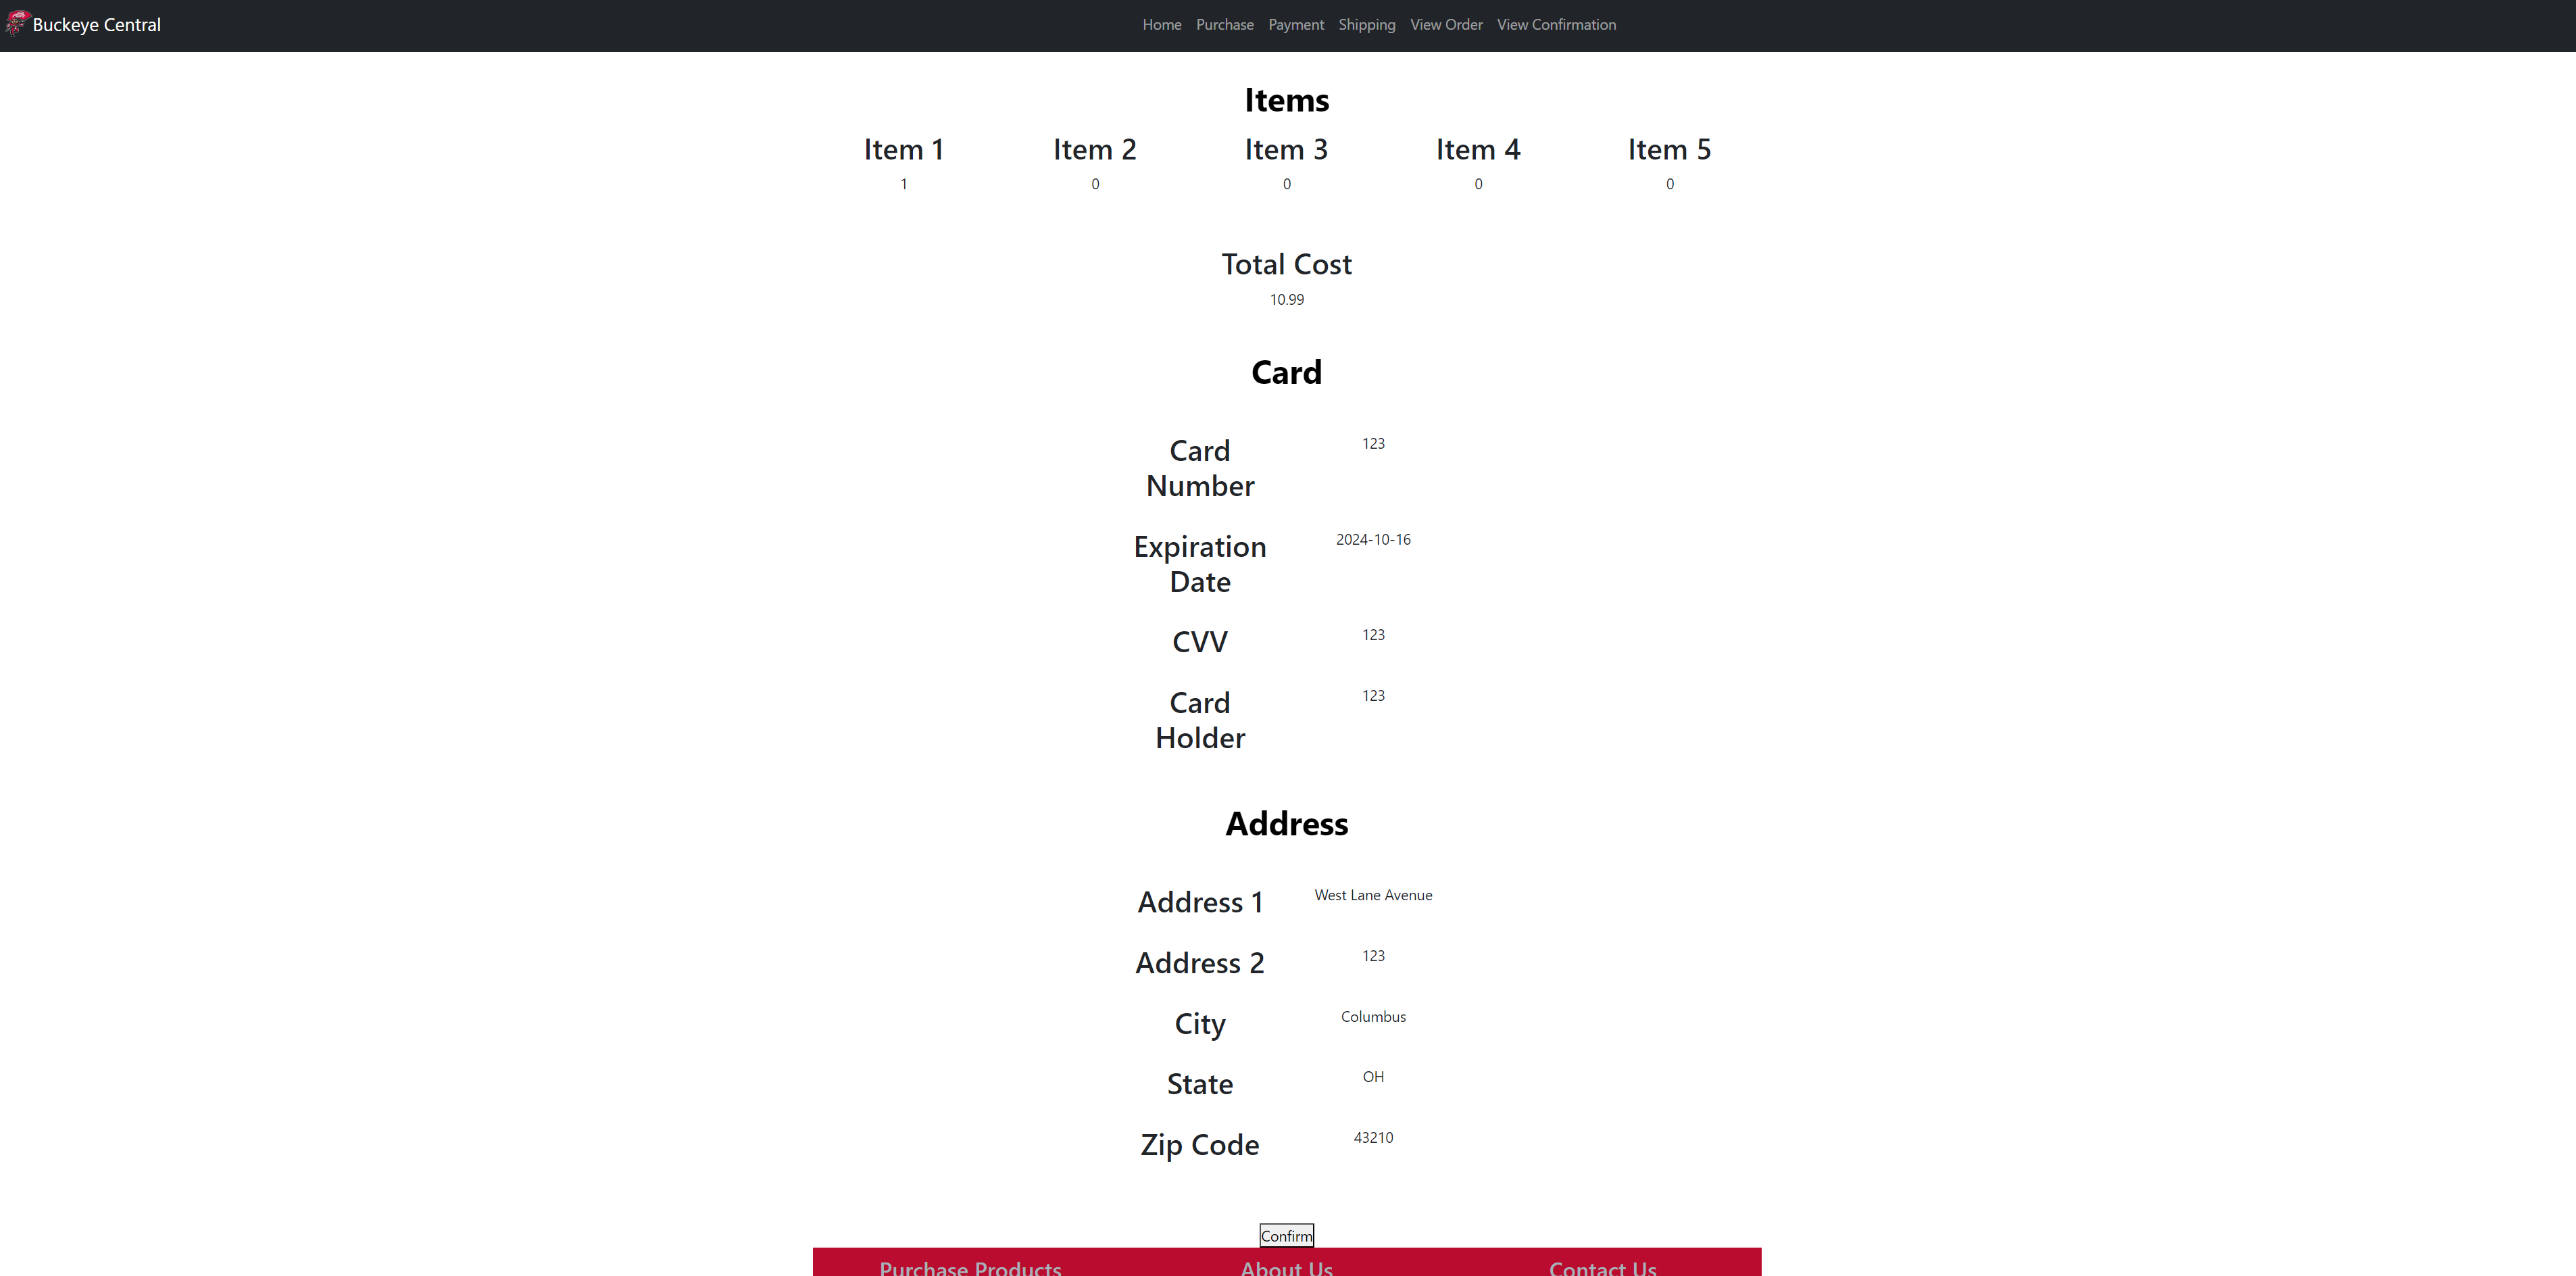 Buckeye Central
Home Purchase Payment Shipping View Order View Confirmation
Items
Item 1 Item 2 Item 3 Item 4 Item 5
1 0 0 0 0
Total Cost
10.99
Card
Card 123
Number
Expiration 2024-10-16
Date
CVV 123
Card 123
Holder
Address
Address 1 West Lane Avenue
Address 2 123
City Columbus
State OH
Zip Code 43210
Confirm
Purchase Products About Us Contact Us